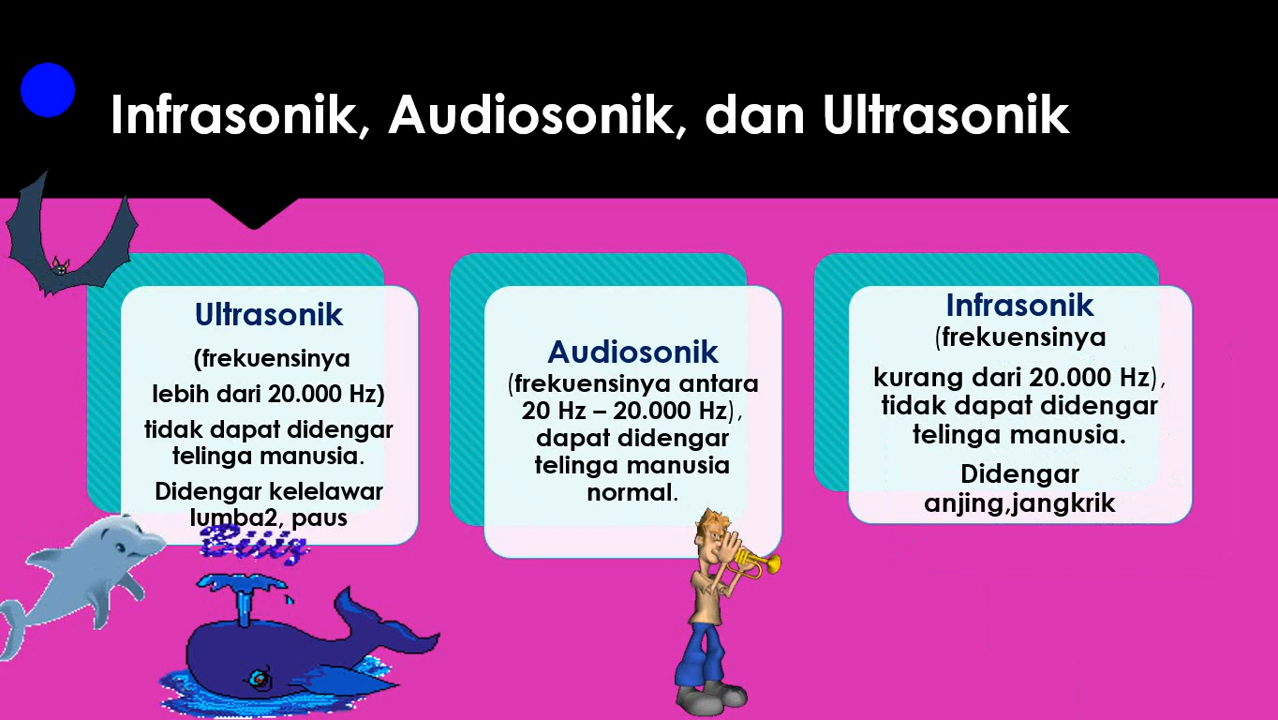 Infrasonik, Audiosonik, dan Ultrasonik
Ultrasonik
(frekuensinya
lebih dari 20.000 Hz)
tidak dapat didengar
telinga manusia.
Didengar kelelawar
lumba2, paus
Audiosonik
(frekuensinya antara
20 Hz – 20.000 Hz),
dapat didengar
telinga manusia
normal.
Infrasonik
(frekuensinya
kurang dari 20.000 Hz),
tidak dapat didengar
telinga manusia.
Didengar
anjing,jangkrik